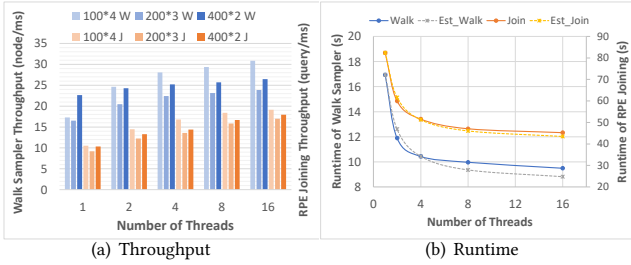 100*4 W 200*3 W 400*2 W
100*4 J 200*3 J 400*2 J
Walk Sampler Throughput (node/ms)
35
30
25
20
15
10
5
0
1 2 4 8 16
Number of Threads
RPE Joining Throughput (query/ms)
(a) Throughput
Walk Est_Walk Join Est_Join
Runtime of Walk Sampler (s)
20
18
16
14
12
10
8
0 4 8 12 16
Number of Threads
90
80
70
60
50
40
30
20
10
Runtime of RPE Joining (s)
(b) Runtime